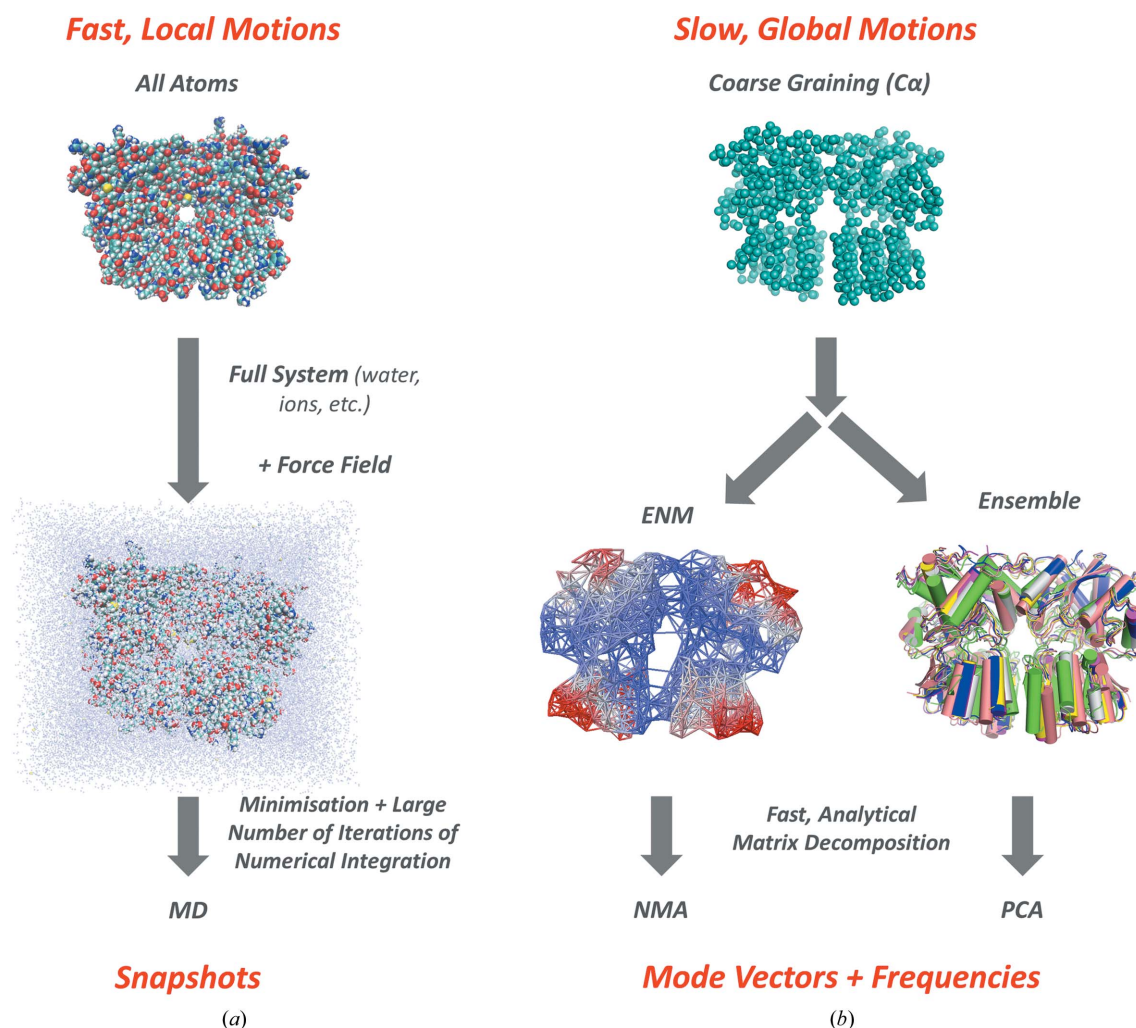 Fast, Local Motions
All Atoms
Full System (water,
ions, etc.)
+ Force Field
Minimisation + Large
Number of Iterations of
Numerical Integration
MD
Snapshots
(a)
Slow, Global Motions
Coarse Graining (Cα)
ENM
Ensemble
Fast, Analytical
Matrix Decomposition
NMA
PCA
Mode Vectors + Frequencies
(b)